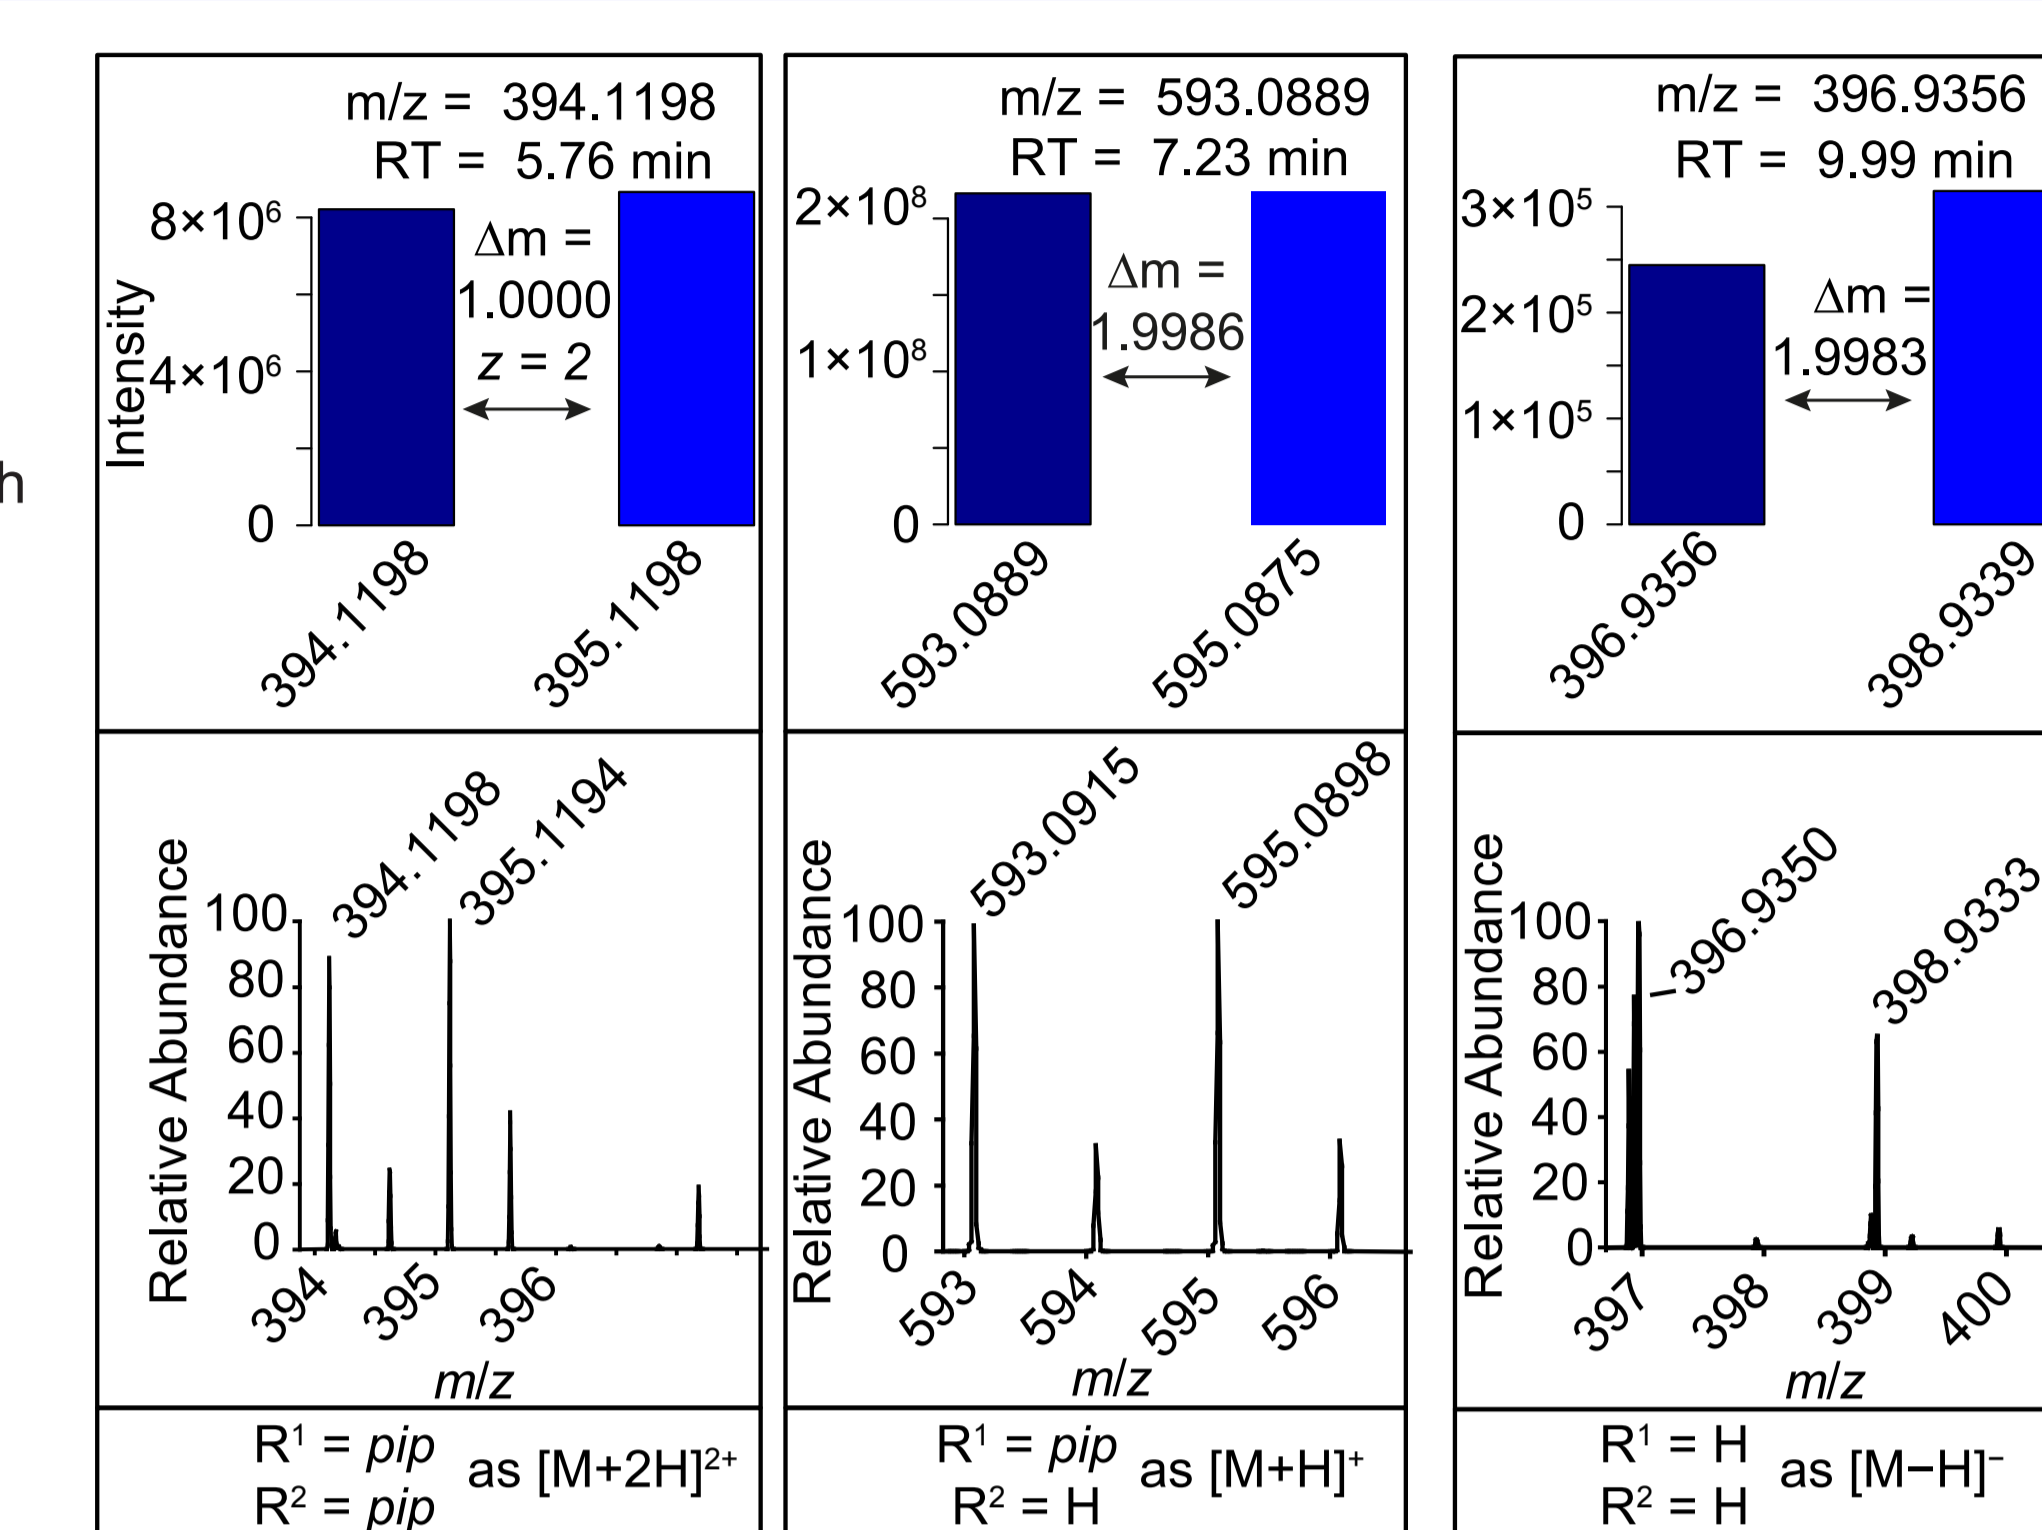 h
m/z = 394.1198
RT = 5.76 min
8×10⁶
4×10⁶
0
Intensity
Δm =
1.0000
z = 2
394.1198
395.1198
m/z = 593.0889
RT = 7.23 min
2×10⁸
1×10⁸
0
Δm =
1.9986
593.0889
595.0875
m/z = 396.9356
RT = 9.99 min
3×10⁵
2×10⁵
1×10⁵
0
Δm =
1.9983
396.9356
398.9339
394.1198
395.1194
Relative Abundance
100
80
60
40
20
0
394
395
396
m/z
593.0915
595.0898
Relative Abundance
100
80
60
40
20
0
593
594
595
596
m/z
396.9350
398.9333
Relative Abundance
100
80
60
40
20
0
397
398
399
400
m/z
R¹ = pip
R² = pip
as [M+2H]²⁺
R¹ = pip
R² = H
as [M+H]⁺
R¹ = H
R² = H
as [M−H]⁻